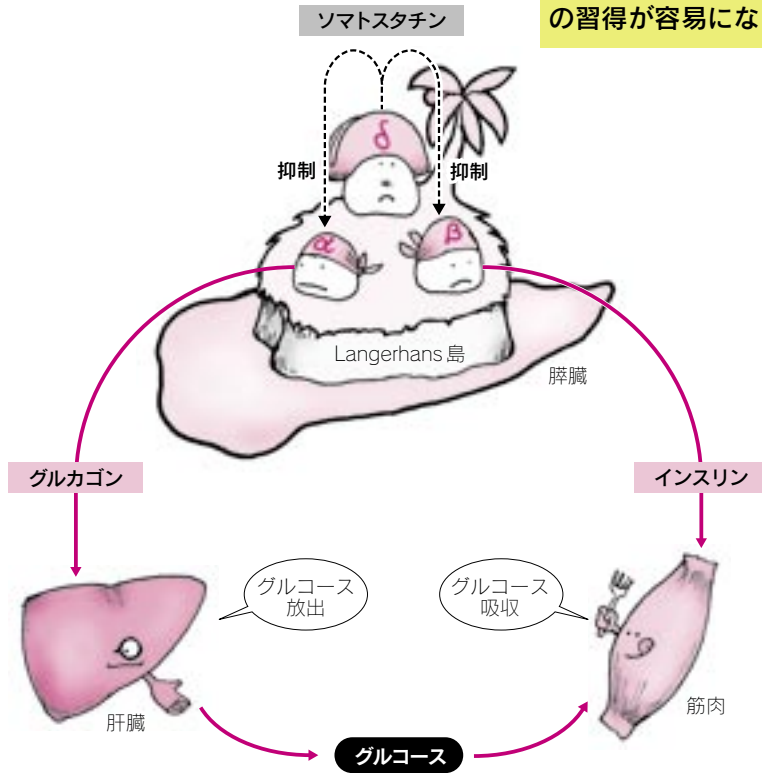 ソマトスタチン
の習得が容易にな
δ
抑制
抑制
α
β
Langerhans 島
膵臓
グルカゴン
インスリン
グルコース
放出
グルコース
吸収
肝臓
筋肉
グルコース